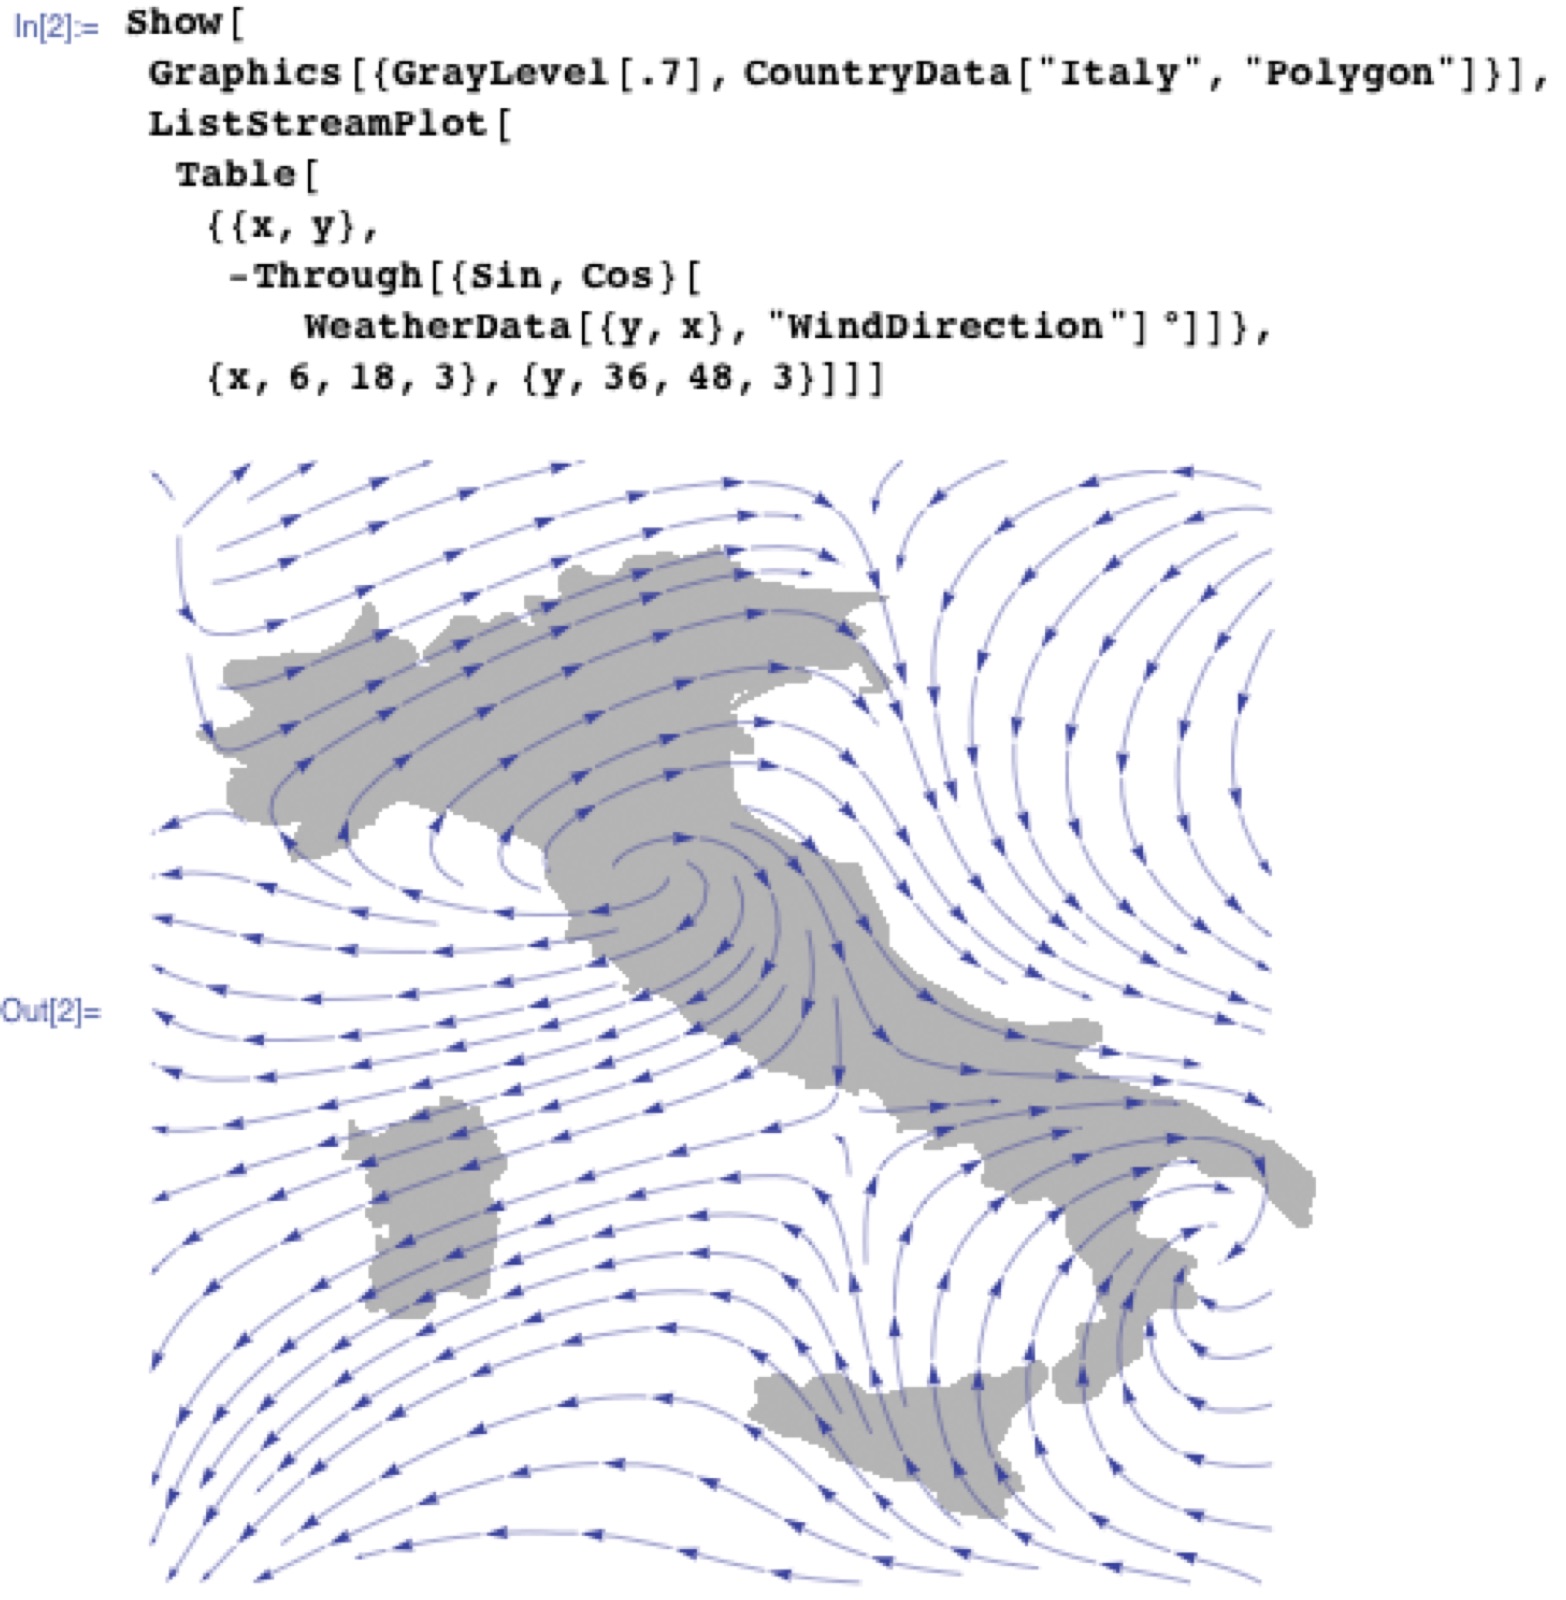 In[2]:= Show[
Graphics[{GrayLevel[.7], CountryData["Italy", "Polygon"]}],
ListStreamPlot[
Table[
{{x, y},
-Through[{Sin, Cos}[
WeatherData[{y, x}, "WindDirection"] °]]},
{x, 6, 18, 3}, {y, 36, 48, 3}]]]
Out[2]=